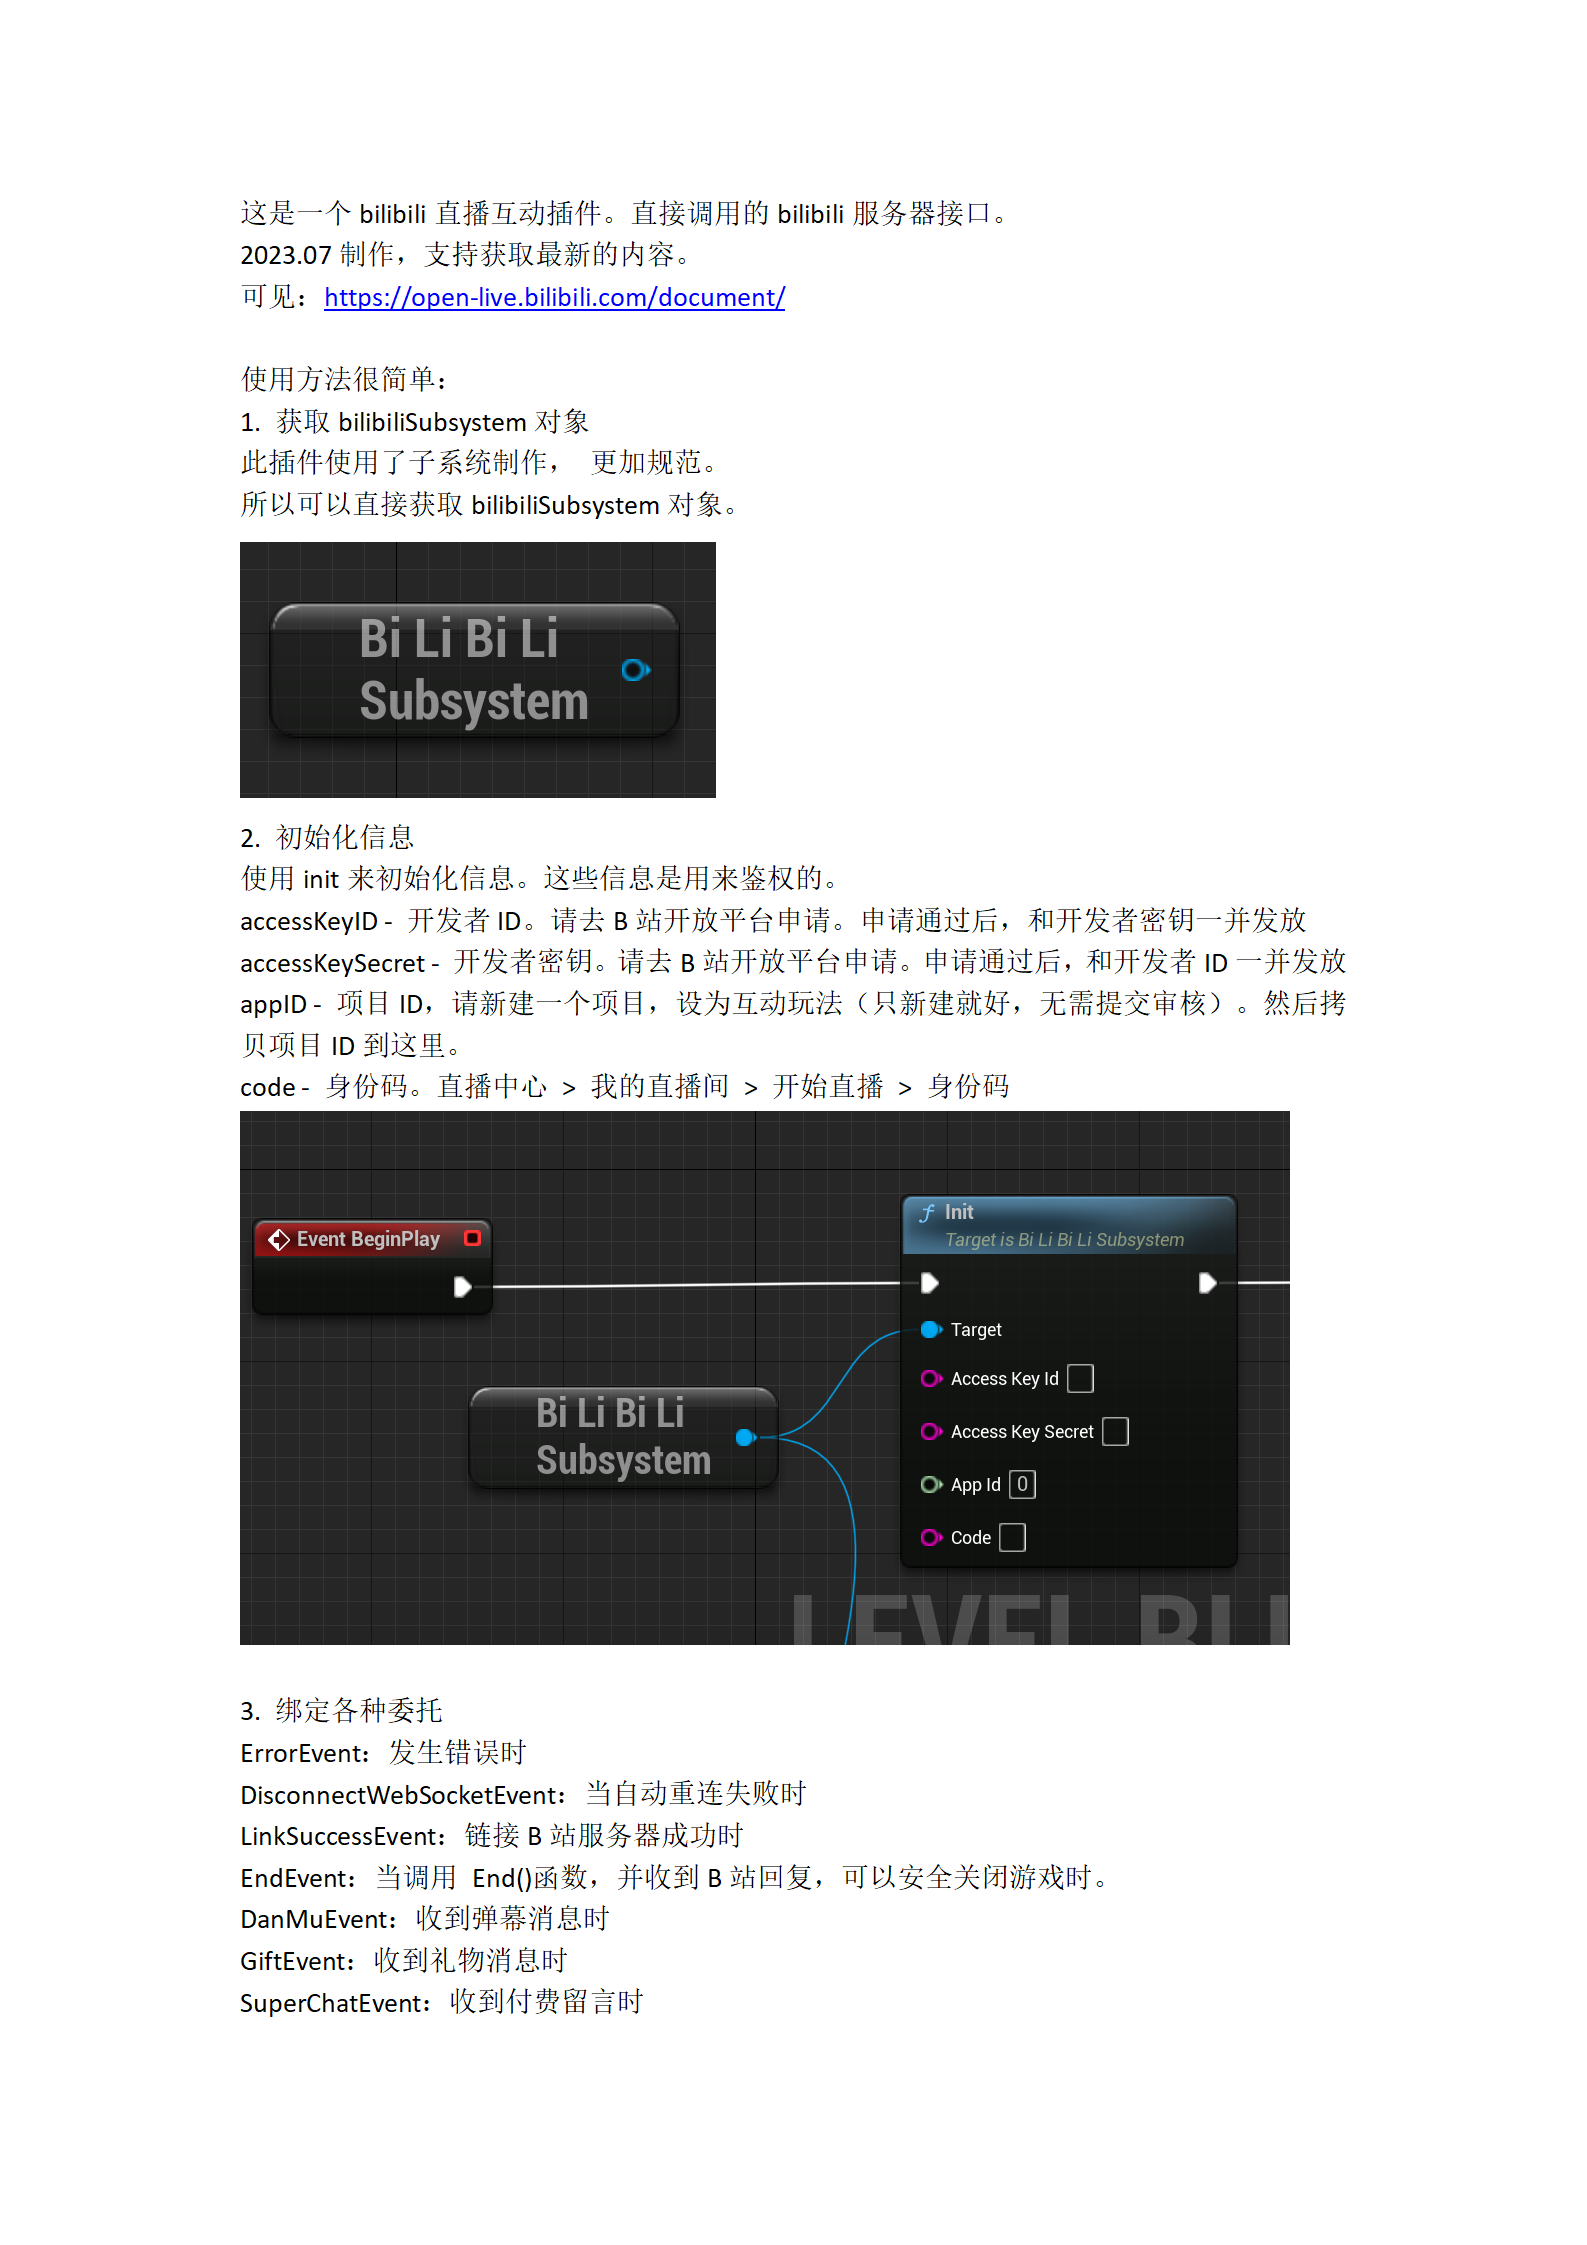 这是一个 bilibili 直播互动插件。直接调用的 bilibili 服务器接口。
2023.07 制作，支持获取最新的内容。
可见：https://open-live.bilibili.com/document/
使用方法很简单：
1. 获取 bilibiliSubsystem 对象
此插件使用了子系统制作， 更加规范。
所以可以直接获取 bilibiliSubsystem 对象。
Bi Li Bi Li
Subsystem
2. 初始化信息
使用 init 来初始化信息。这些信息是用来鉴权的。
accessKeyID - 开发者 ID。请去 B 站开放平台申请。申请通过后，和开发者密钥一并发放
accessKeySecret - 开发者密钥。请去 B 站开放平台申请。申请通过后，和开发者 ID 一并发放
appID - 项目 ID，请新建一个项目，设为互动玩法（只新建就好，无需提交审核）。然后拷
贝项目 ID 到这里。
code - 身份码。直播中心 > 我的直播间 > 开始直播 > 身份码
Event BeginPlay
Init
Target is Bi Li Bi Li Subsystem
Target
Access Key Id
Bi Li Bi Li
Subsystem
Access Key Secret
App Id 0
Code
LEVEL BLU
3. 绑定各种委托
ErrorEvent：发生错误时
DisconnectWebSocketEvent：当自动重连失败时
LinkSuccessEvent：链接 B 站服务器成功时
EndEvent：当调用 End()函数，并收到 B 站回复，可以安全关闭游戏时。
DanMuEvent：收到弹幕消息时
GiftEvent：收到礼物消息时
SuperChatEvent：收到付费留言时